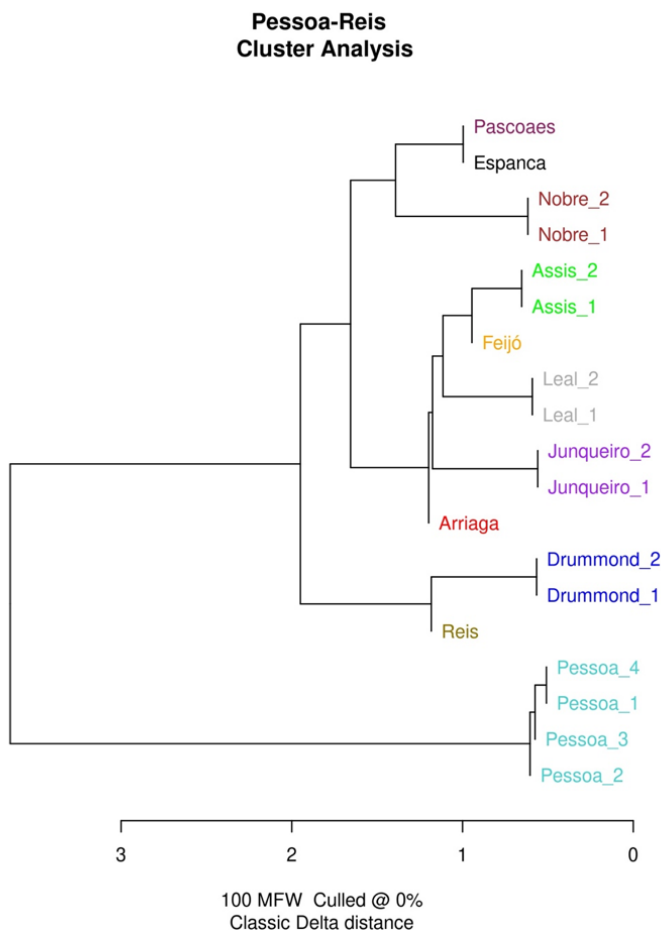 Pessoa-Reis
Cluster Analysis
Pascoaes
Espanca
Nobre_2
Nobre_1
Assis_2
Assis_1
Feijó
Leal_2
Leal_1
Junqueiro_2
Junqueiro_1
Arriaga
Drummond_2
Drummond_1
Reis
Pessoa_4
Pessoa_1
Pessoa_3
Pessoa_2
3 2 1 0
100 MFW Culled @ 0%
Classic Delta distance